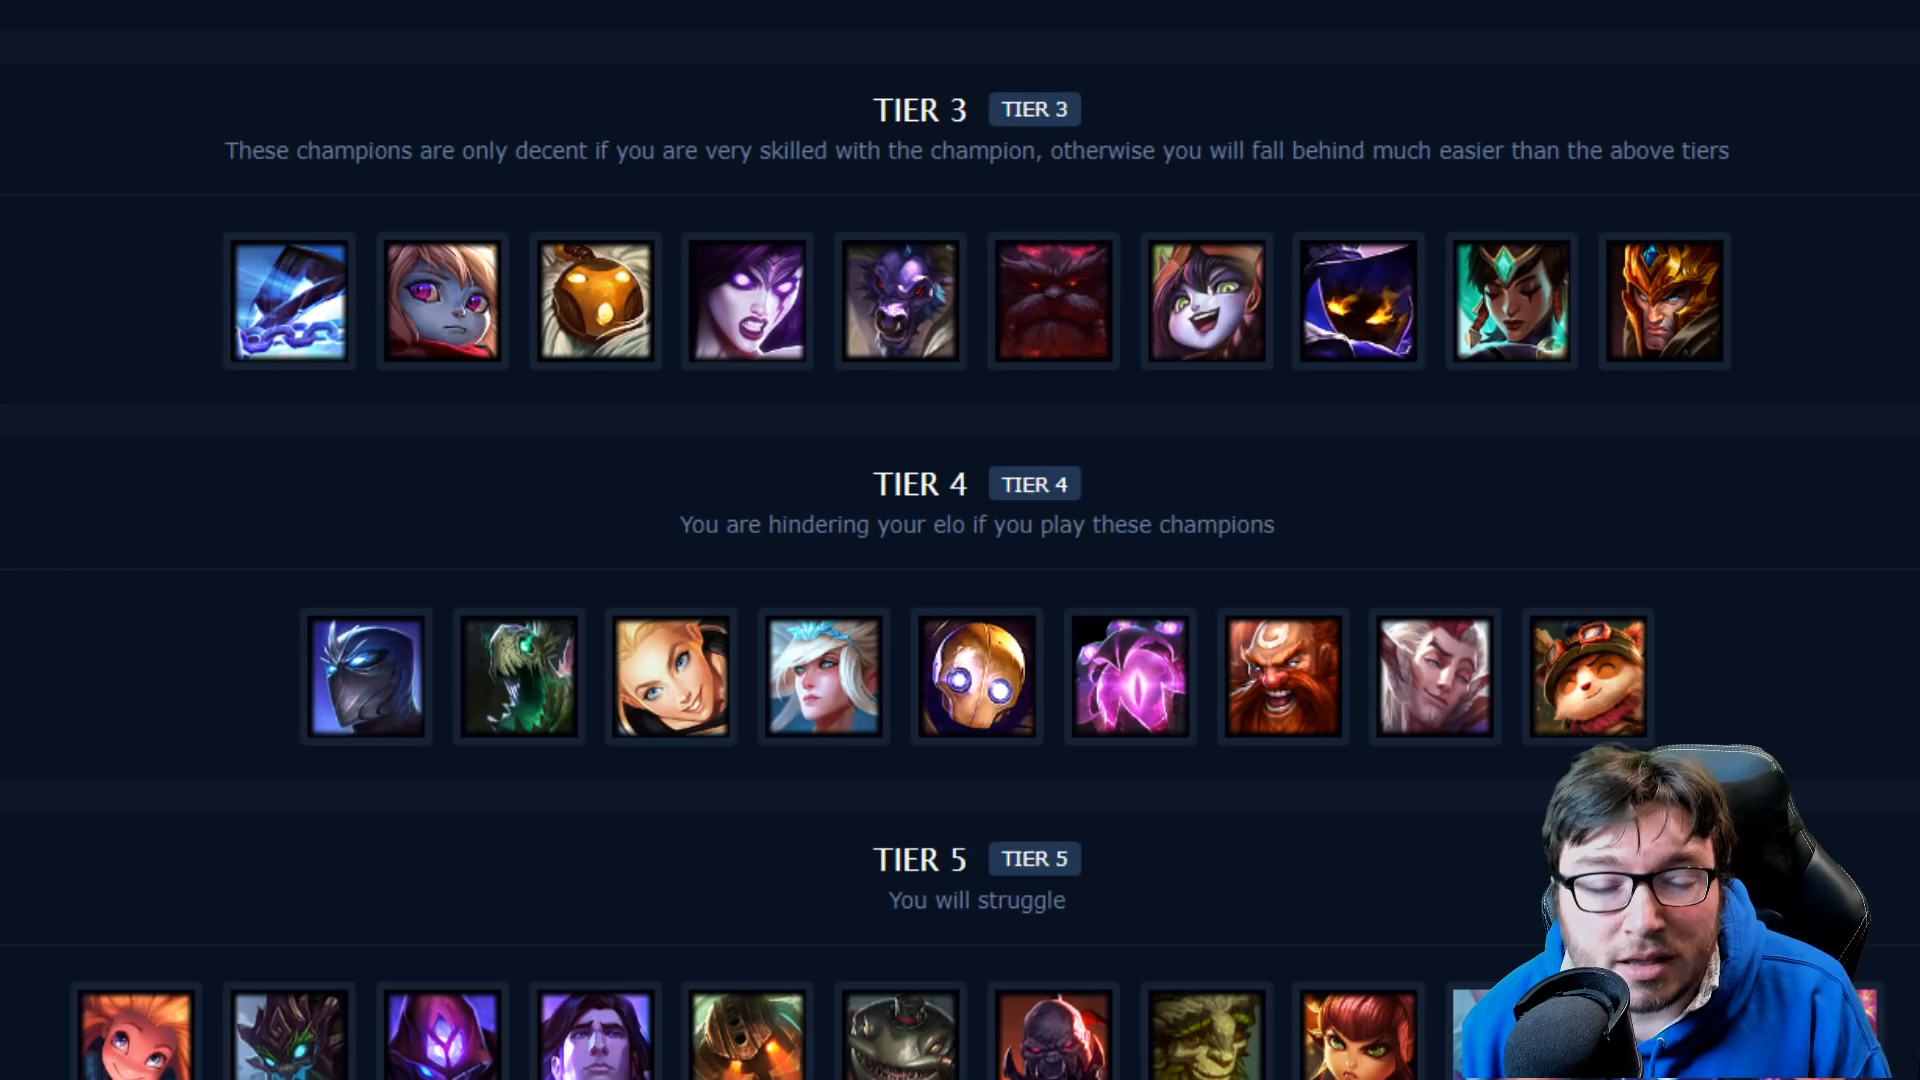 TIER 3 TIER 3
These champions are only decent if you are very skilled with the champion, otherwise you will fall behind much easier than the above tiers
TIER 4 TIER 4
You are hindering your elo if you play these champions
TIER 5 TIER 5
You will struggle